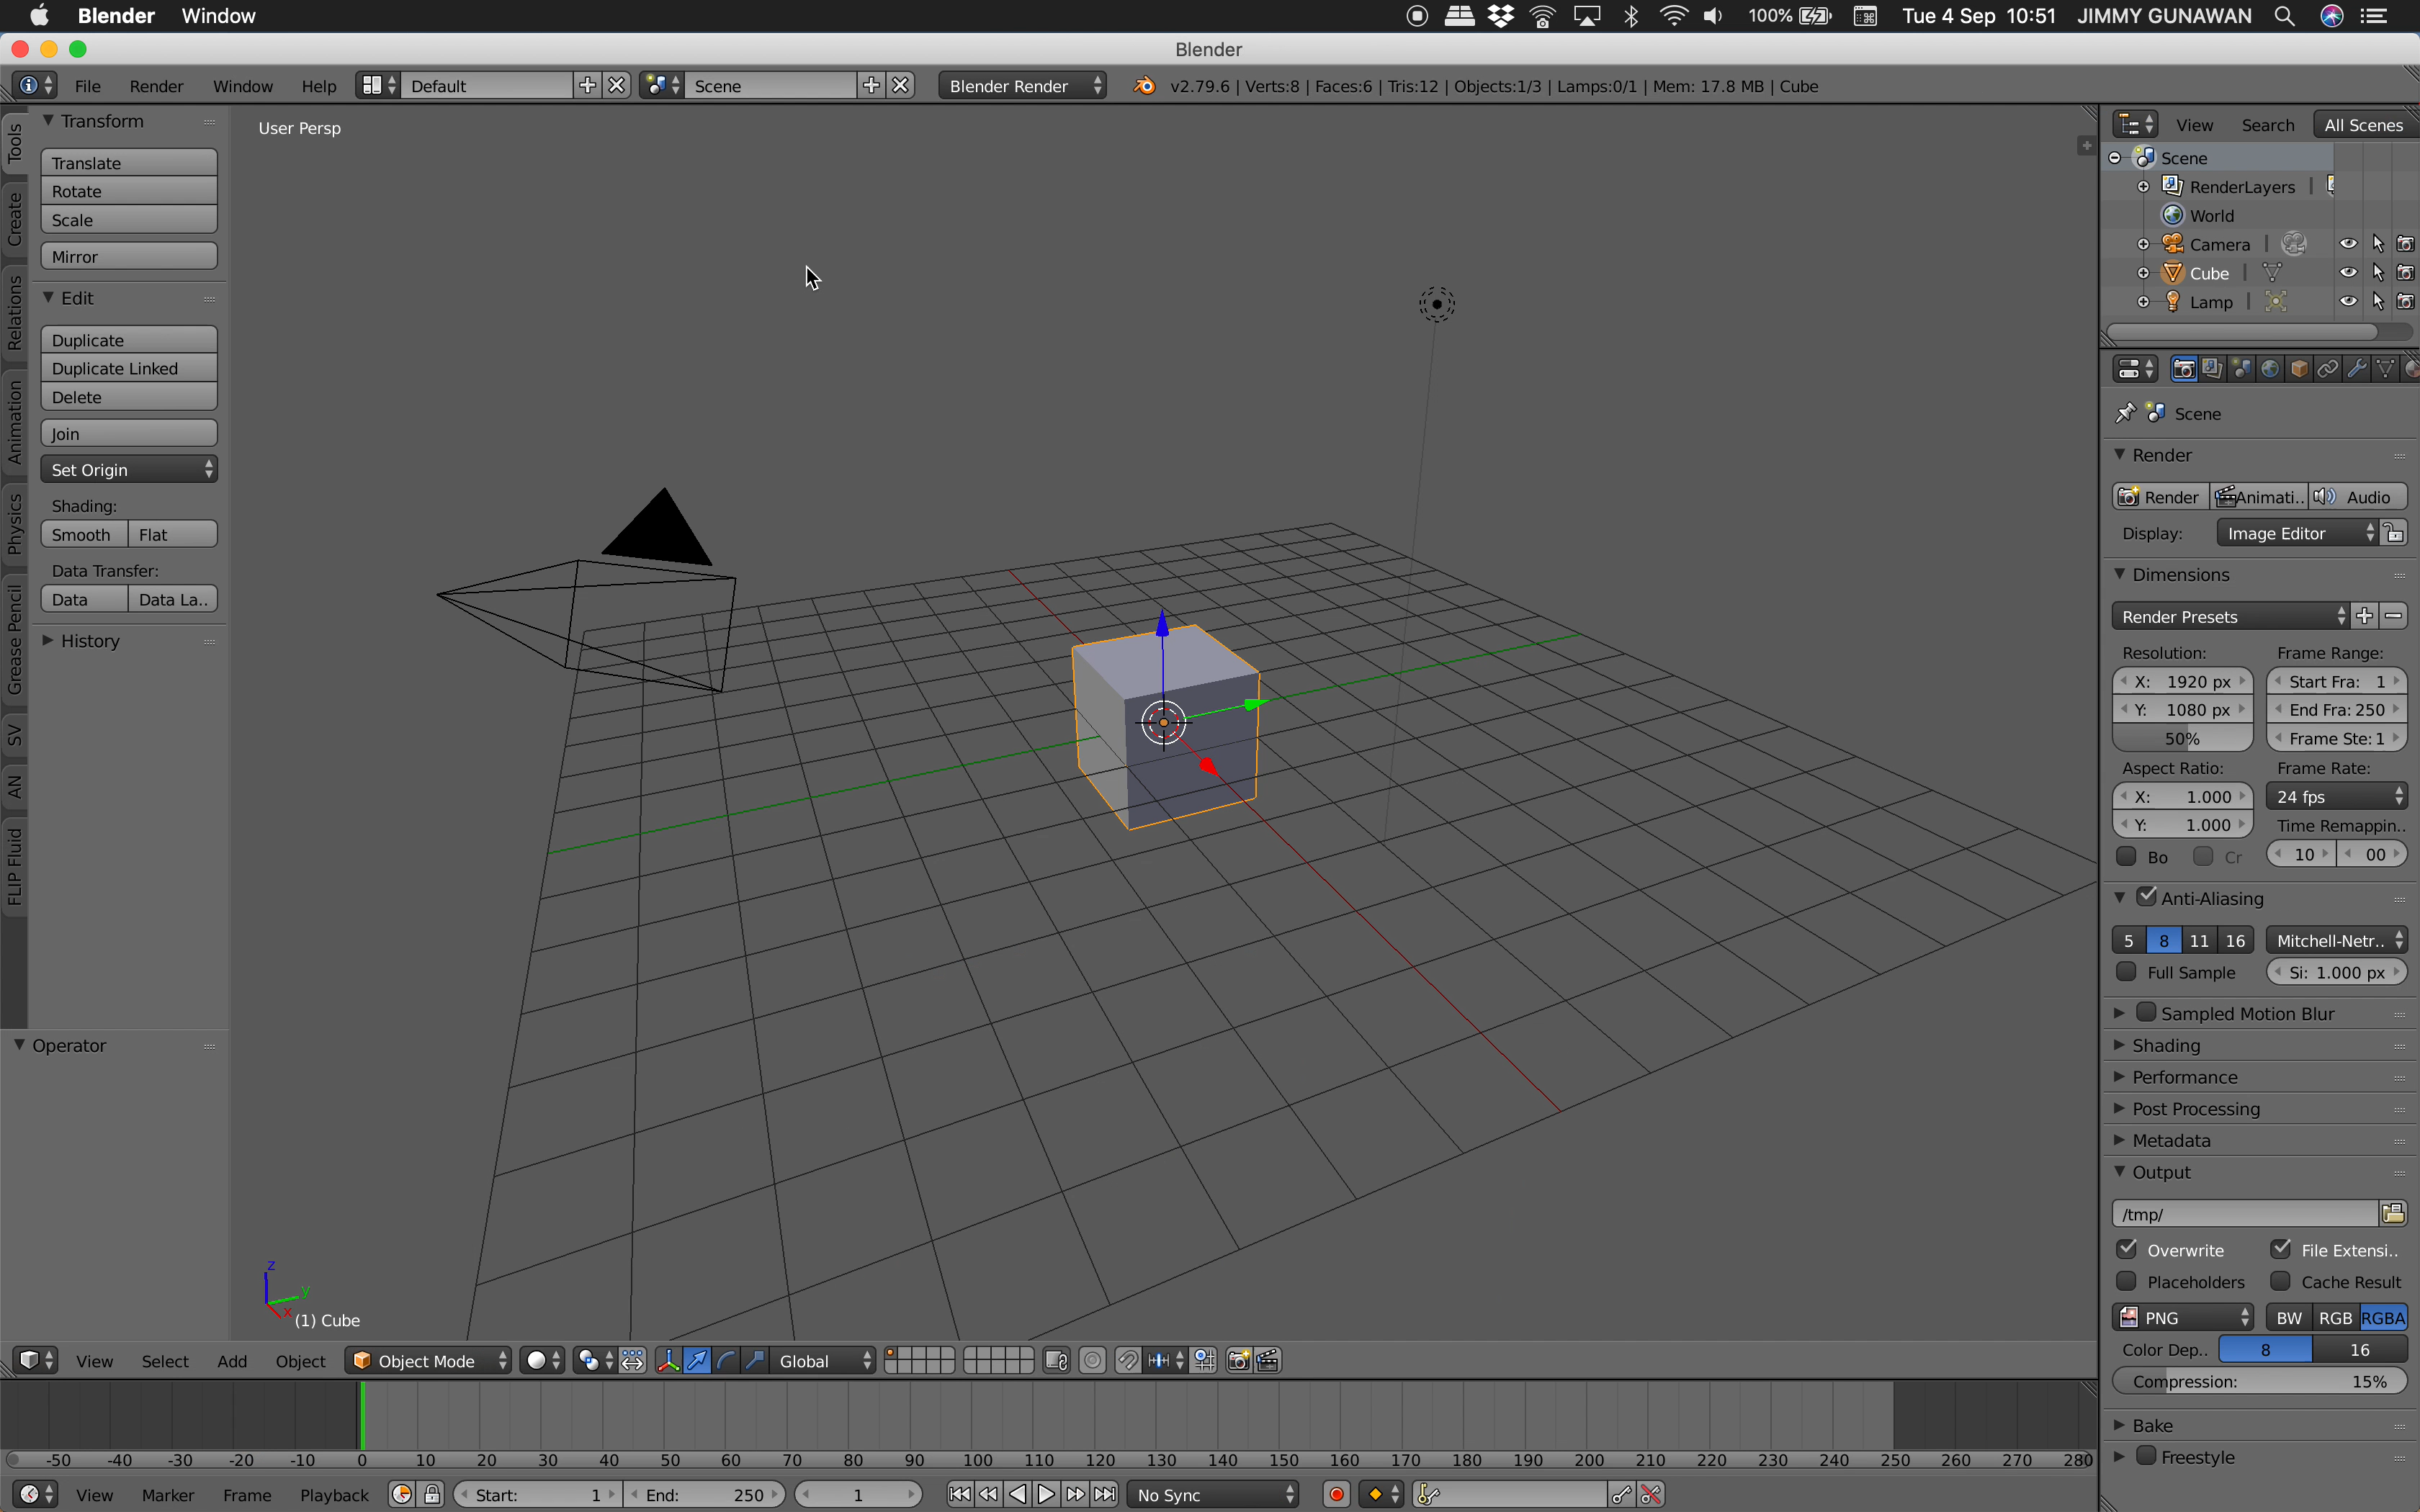 Blender Window 100% Tue 4 Sep 10:51 JIMMY GUNAWAN
Blender
File Render Window Help Default Scene Blender Render v2.79.6 | Verts:8 | Faces:6 | Tris:12 | Objects:1/3 | Lamps:0/1 | Mem: 17.8 MB | Cube
Tools
Create
Relations
Animation
Physics
Grease Pencil
SV
AN
FLIP Fluid
Transform
Translate
Rotate
Scale
Mirror
Edit
Duplicate
Duplicate Linked
Delete
Join
Set Origin
Shading:
Smooth Flat
Data Transfer:
Data Data La..
History
Operator
User Persp
z
y
x
(1) Cube
View Search All Scenes
Scene
RenderLayers
World
Camera
Cube
Lamp
Scene
Render
Render Animati.. Audio
Display: Image Editor
Dimensions
Render Presets
Resolution: Frame Range:
X: 1920 px Start Fra: 1
Y: 1080 px End Fra: 250
50% Frame Ste: 1
Aspect Ratio: Frame Rate:
X: 1.000 24 fps
Y: 1.000 Time Remappin..
Bo Cr 10 00
Anti-Aliasing
5 8 11 16 Mitchell-Netr..
Full Sample Si: 1.000 px
Sampled Motion Blur
Shading
Performance
Post Processing
Metadata
Output
/tmp/
Overwrite File Extensi..
Placeholders Cache Result
PNG BW RGB RGBA
Color Dep.. 8 16
Compression: 15%
Bake
Freestyle
View Select Add Object Object Mode Global
-50 -40 -30 -20 -10 0 10 20 30 40 50 60 70 80 90 100 110 120 130 140 150 160 170 180 190 200 210 220 230 240 250 260 270 280
View Marker Frame Playback Start: 1 End: 250 1 No Sync